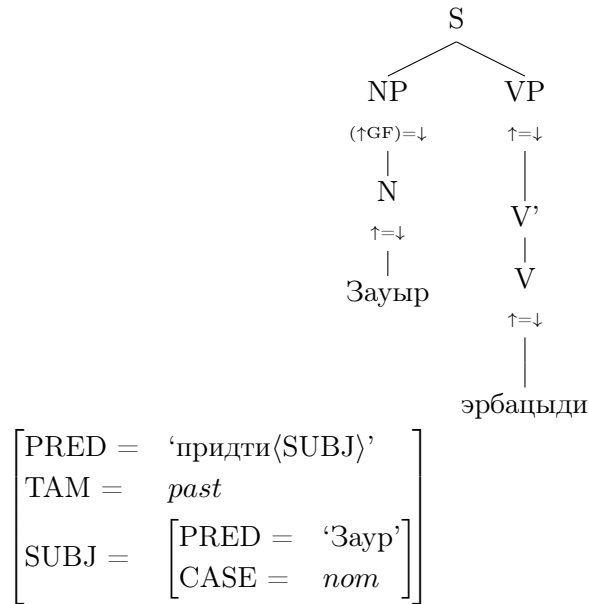 S
NP VP
(↑GF)=↓ ↑=↓
N
V’
↑=↓
V
Зауыр
↑=↓
эрбацыди
PRED = ‘придти⟨SUBJ⟩’
TAM = past
SUBJ = [PRED = ‘Заур’
CASE = nom]